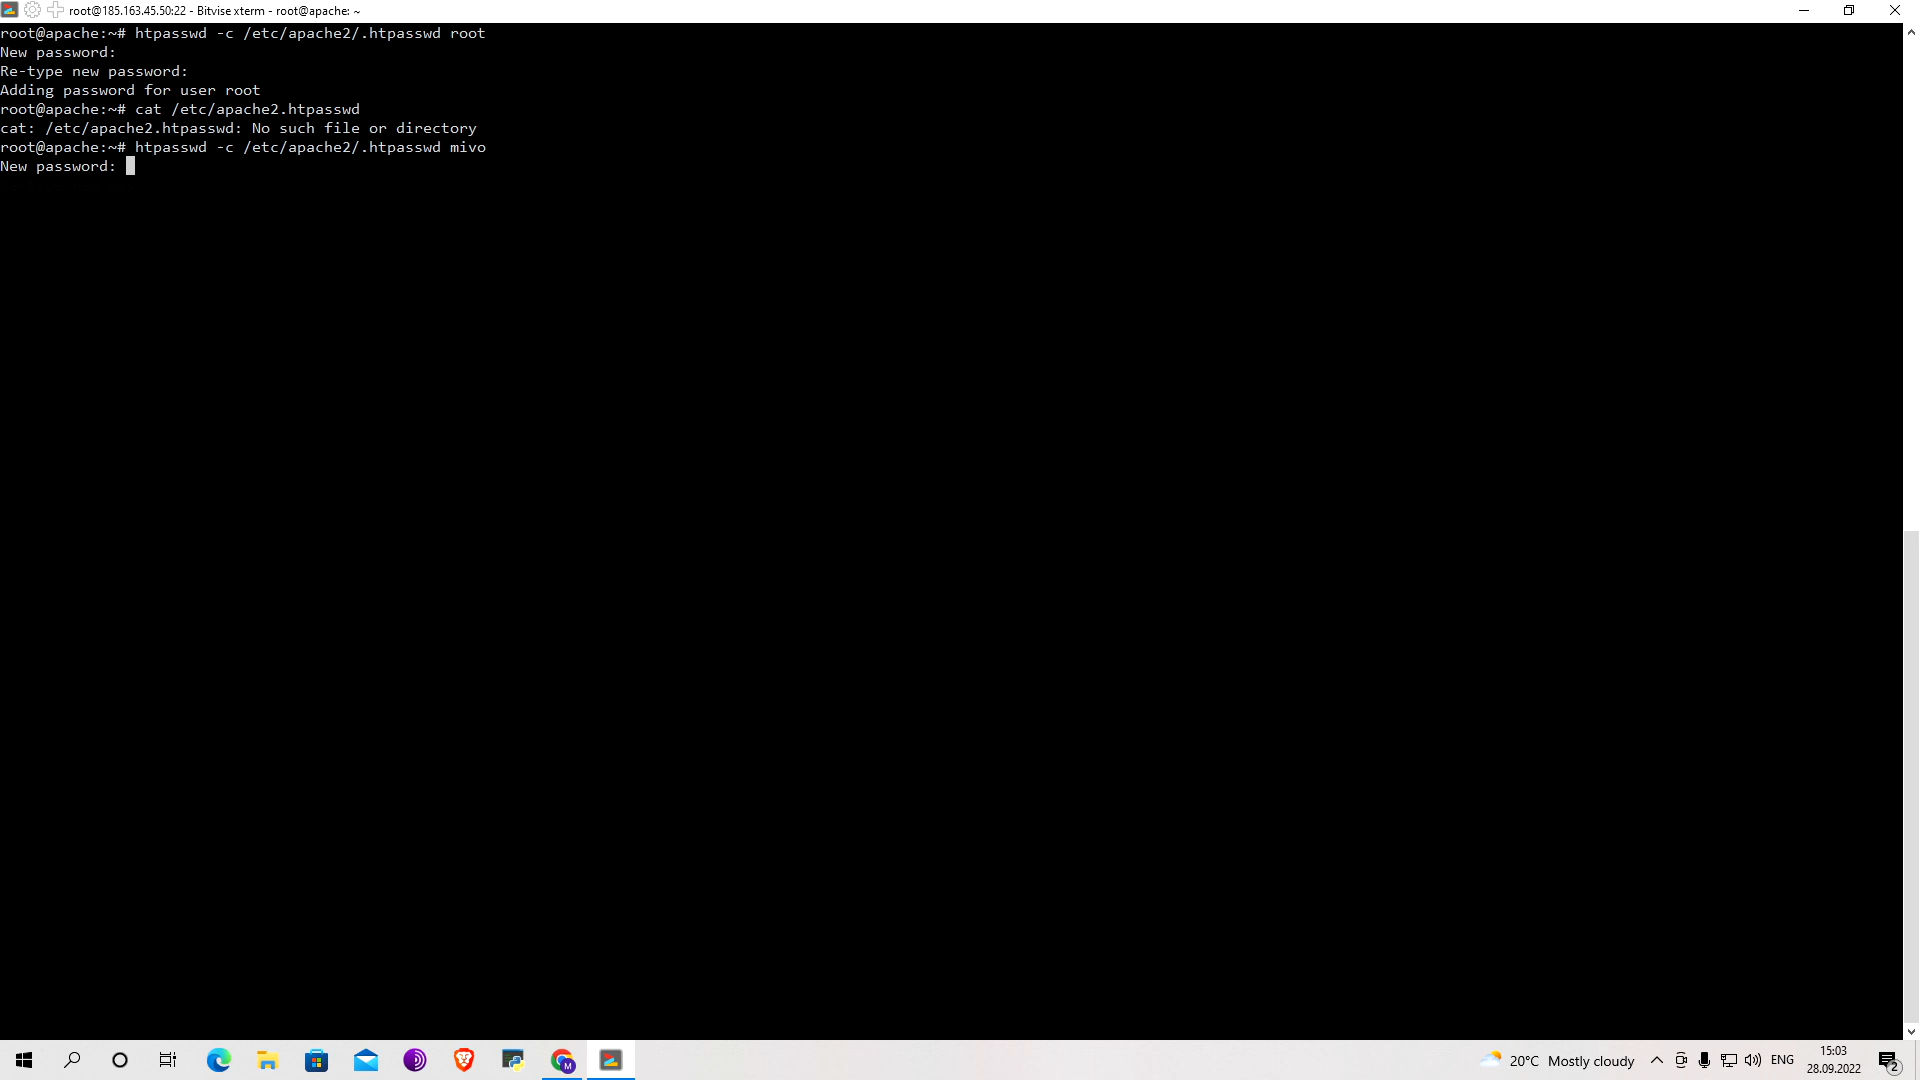 root@185.163.45.50:22 - Bitvise xterm - root@apache: ~
root@apache:~# htpasswd -c /etc/apache2/.htpasswd root
New password:
Re-type new password:
Adding password for user root
root@apache:~# cat /etc/apache2.htpasswd
cat: /etc/apache2.htpasswd: No such file or directory
root@apache:~# htpasswd -c /etc/apache2/.htpasswd mivo
New password:
20°C Mostly cloudy
ENG
15:03
28.09.2022
2
M